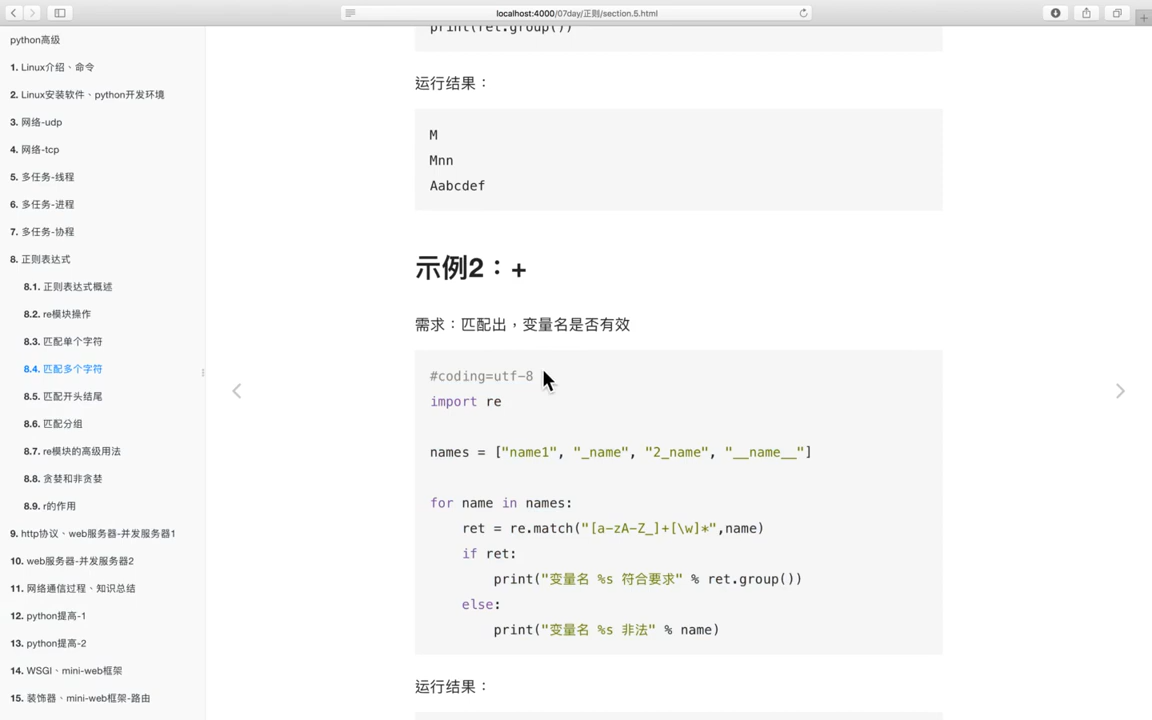 localhost:4000/07day/正则/section.5.html
python高级
1. Linux介绍、命令
2. Linux安装软件、python开发环境
3. 网络-udp
4. 网络-tcp
5. 多任务-线程
6. 多任务-进程
7. 多任务-协程
8. 正则表达式
8.1. 正则表达式概述
8.2. re模块操作
8.3. 匹配单个字符
8.4. 匹配多个字符
8.5. 匹配开头结尾
8.6. 匹配分组
8.7. re模块的高级用法
8.8. 贪婪和非贪婪
8.9. r的作用
9. http协议、web服务器-并发服务器1
10. web服务器-并发服务器2
11. 网络通信过程、知识总结
12. python提高-1
13. python提高-2
14. WSGI、mini-web框架
15. 装饰器、mini-web框架-路由
print(ret.group())
运行结果：
M
Mnn
Aabcdef
示例2：+
需求：匹配出，变量名是否有效
#coding=utf-8
import re
names = ["name1", "_name", "2_name", "__name__"]
for name in names:
ret = re.match("[a-zA-Z_]+[\w]*",name)
if ret:
print("变量名 %s 符合要求" % ret.group())
else:
print("变量名 %s 非法" % name)
运行结果：